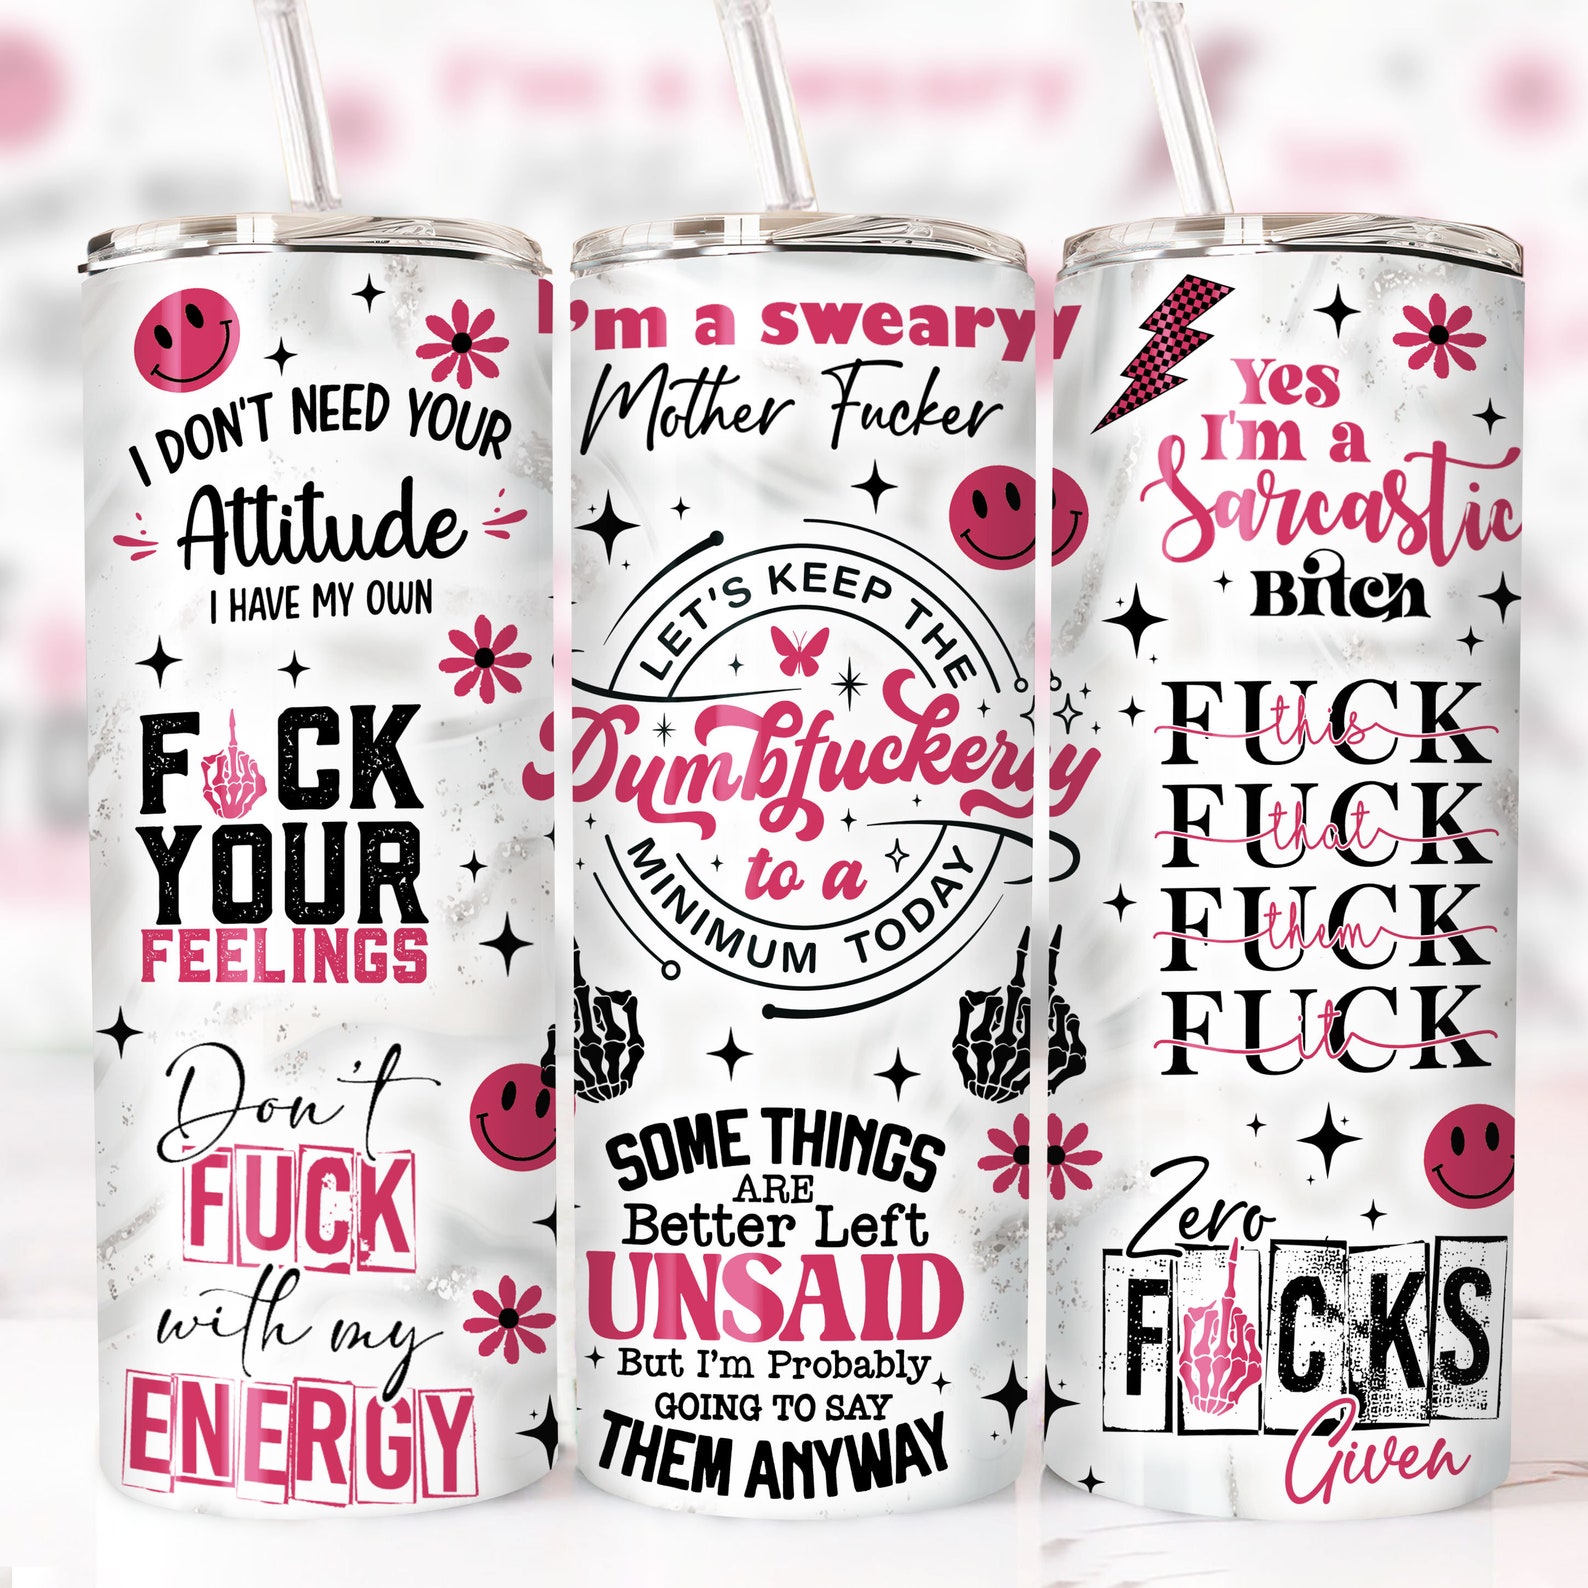 I'm a sweary
I DON'T NEED YOUR
Attitude
I HAVE MY OWN
F CK
YOUR
FEELINGS
Don't
FUCK
with my
ENERGY
I'm a sweary
Mother Fucker
LET'S KEEP THE
Dumbfuckery
to a
MINIMUM TODAY
SOME THINGS
ARE
Better Left
UNSAID
But I'm Probably
GOING TO SAY
THEM ANYWAY
Yes
I'm a
Sarcastic
Bitch
FUCK this
FUCK that
FUCK them
FUCK it
Zero
F CKS
Given